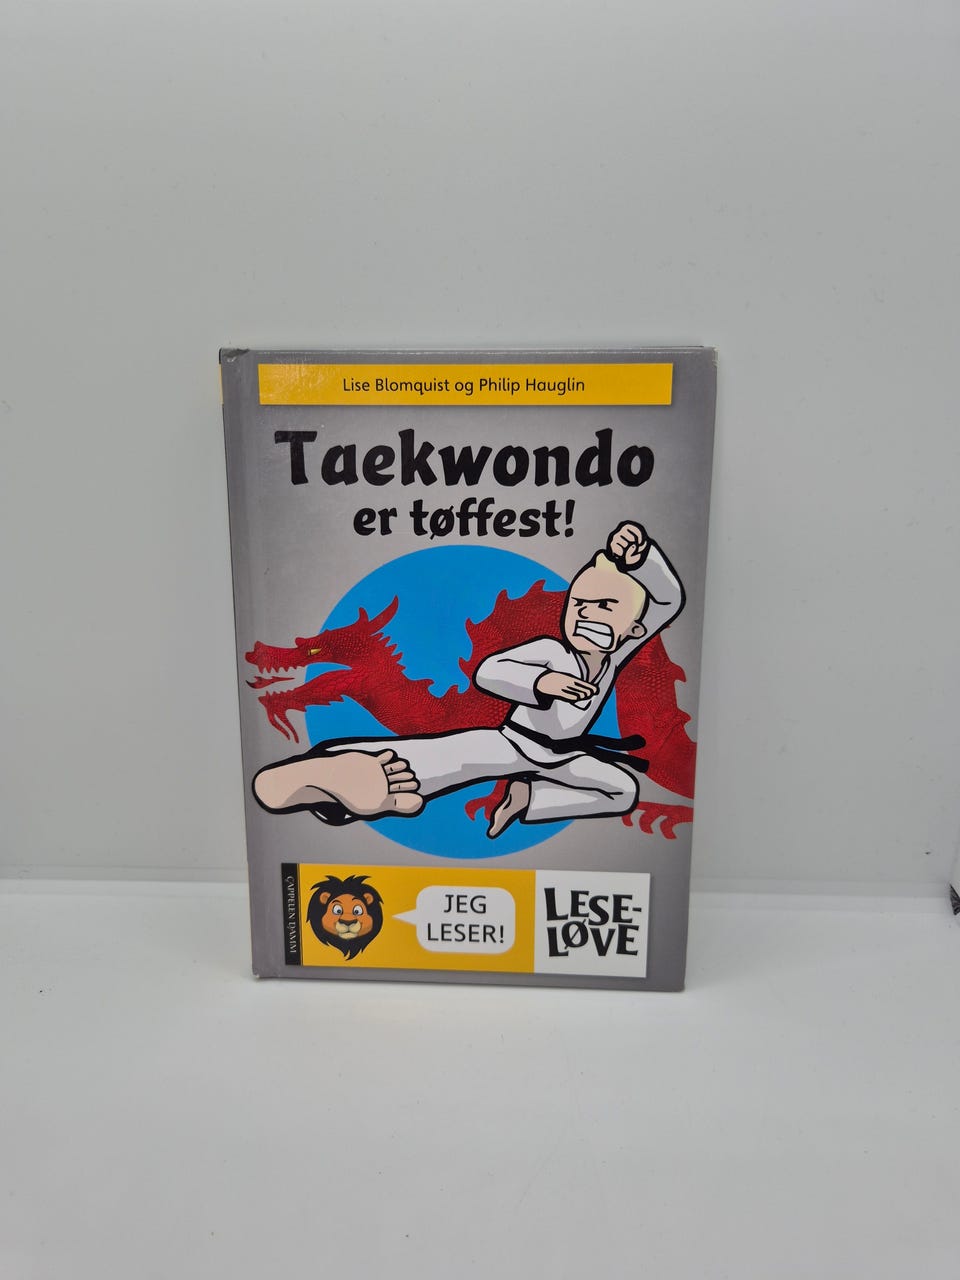 Lise Blomquist og Philip Hauglin
Taekwondo
er tøffest!
CAPPELEN DAMM
JEG
LESER!
LESE-
LØVE